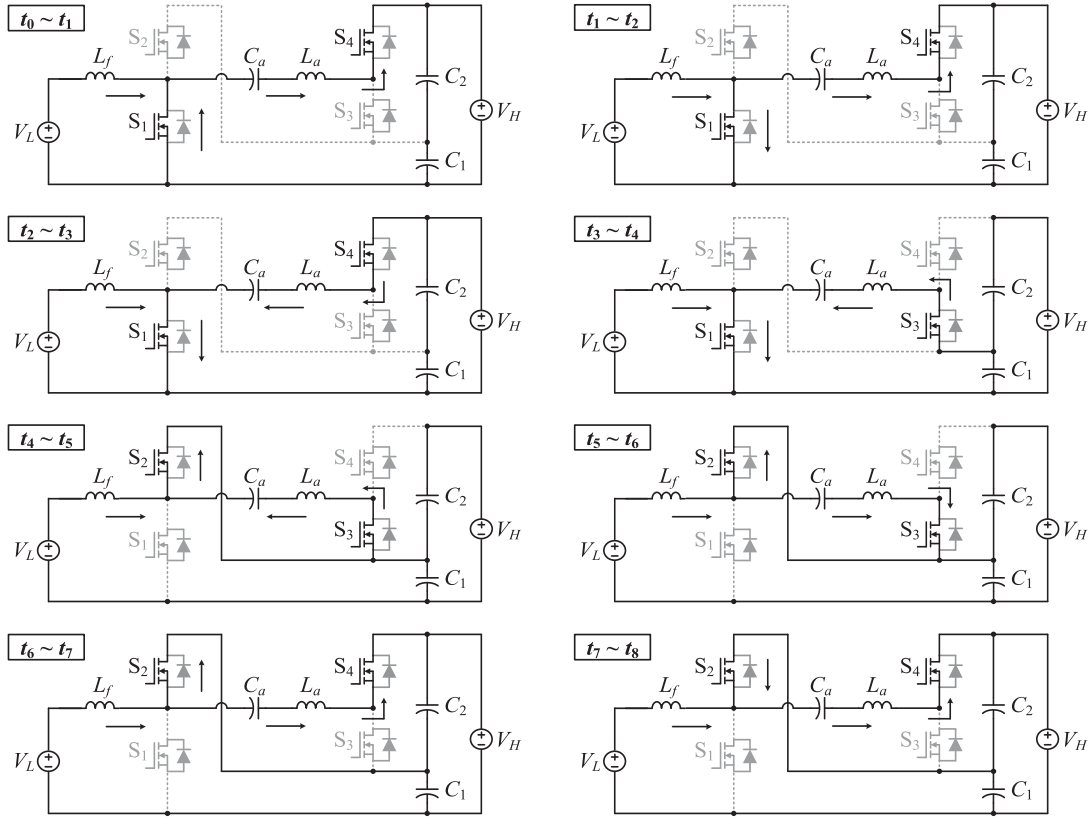 t0 ~ t1
S2
S4
Lf
Ca
La
C2
S1
S3
VL
VH
C1
t1 ~ t2
S2
S4
Lf
Ca
La
C2
S1
S3
VL
VH
C1
t2 ~ t3
S2
S4
Lf
Ca
La
C2
S1
S3
VL
VH
C1
t3 ~ t4
S2
S4
Lf
Ca
La
C2
S1
S3
VL
VH
C1
t4 ~ t5
S2
S4
Lf
Ca
La
C2
S1
S3
VL
VH
C1
t5 ~ t6
S2
S4
Lf
Ca
La
C2
S1
S3
VL
VH
C1
t6 ~ t7
S2
S4
Lf
Ca
La
C2
S1
S3
VL
VH
C1
t7 ~ t8
S2
S4
Lf
Ca
La
C2
S1
S3
VL
VH
C1